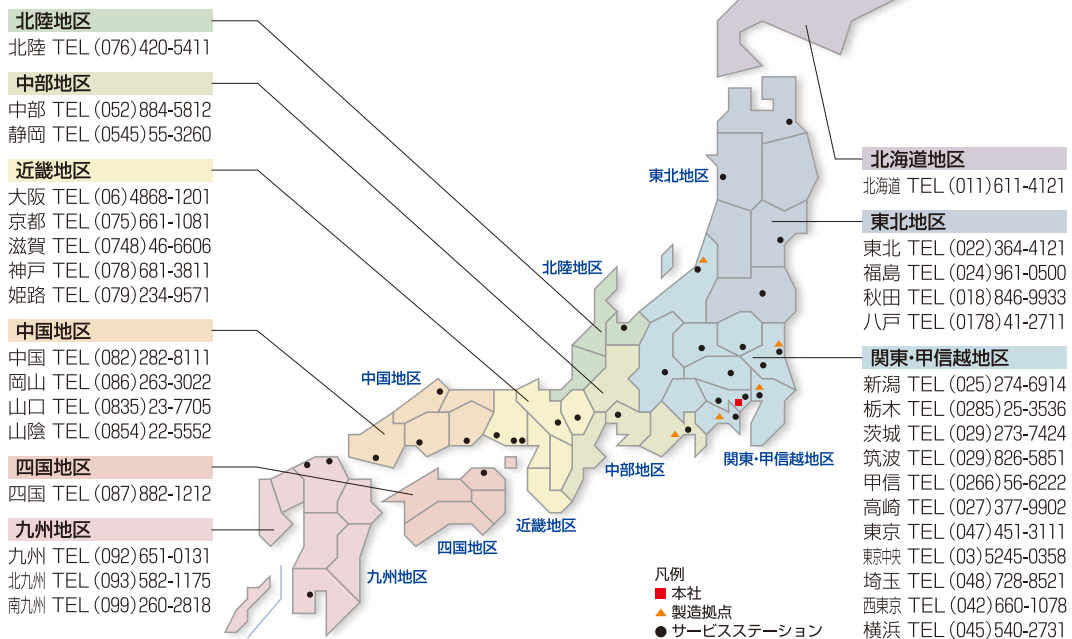 北陸地区
北陸 TEL (076)420-5411
中部地区
中部 TEL (052)884-5812
静岡 TEL (0545)55-3260
近畿地区
大阪 TEL (06)4868-1201
京都 TEL (075)661-1081
滋賀 TEL (0748)46-6606
神戸 TEL (078)681-3811
姫路 TEL (079)234-9571
中国地区
中国 TEL (082)282-8111
岡山 TEL (086)263-3022
山口 TEL (0835)23-7705
山陰 TEL (0854)22-5552
四国地区
四国 TEL (087)882-1212
九州地区
九州 TEL (092)651-0131
北九州 TEL (093)582-1175
南九州 TEL (099)260-2818
東北地区
北陸地区
中国地区
中部地区
関東・甲信越地区
近畿地区
四国地区
九州地区
凡例
本社
製造拠点
サービスステーション
北海道地区
北海道 TEL (011)611-4121
東北地区
東北 TEL (022)364-4121
福島 TEL (024)961-0500
秋田 TEL (018)846-9933
八戸 TEL (0178)41-2711
関東・甲信越地区
新潟 TEL (025)274-6914
栃木 TEL (0285)25-3536
茨城 TEL (029)273-7424
筑波 TEL (029)826-5851
甲信 TEL (0266)56-6222
高崎 TEL (027)377-9902
東京 TEL (047)451-3111
東京中央 TEL (03)5245-0358
埼玉 TEL (048)728-8521
西東京 TEL (042)660-1078
横浜 TEL (045)540-2731